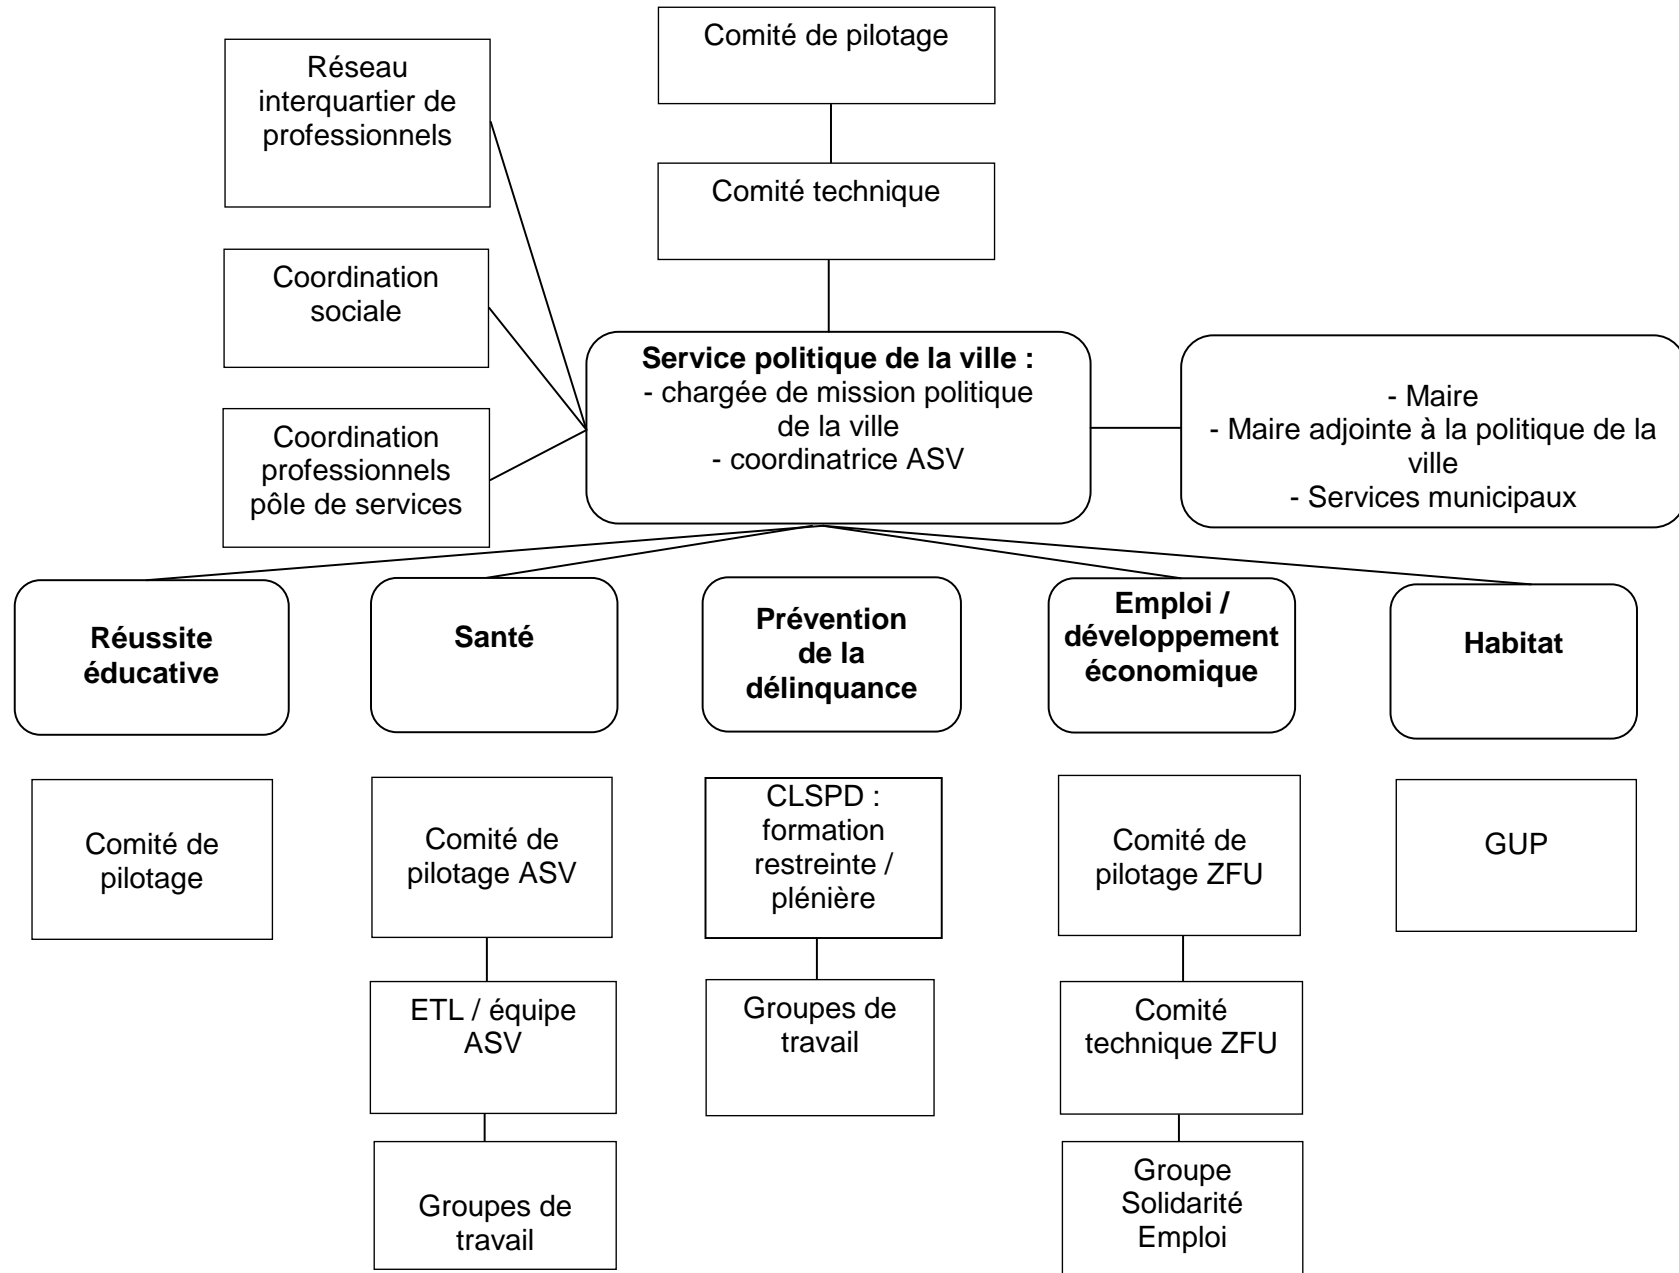 Comité de pilotage
Réseau
interquartier de
professionnels
Comité technique
Coordination
sociale
Service politique de la ville :
- chargée de mission politique
de la ville
- coordinatrice ASV
- Maire
- Maire adjointe à la politique de la
ville
- Services municipaux
Coordination
professionnels
pôle de services
Réussite
éducative
Santé
Prévention
de la
délinquance
Emploi /
développement
économique
Habitat
Comité de
pilotage
Comité de
pilotage ASV
CLSPD :
formation
restreinte /
plénière
Comité de
pilotage ZFU
GUP
ETL / équipe
ASV
Groupes de
travail
Comité
technique ZFU
Groupes de
travail
Groupe
Solidarité
Emploi